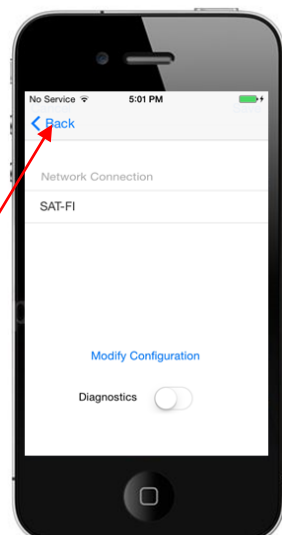 No Service 5:01 PM
Back
Network Connection
SAT-FI
Modify Configuration
Diagnostics